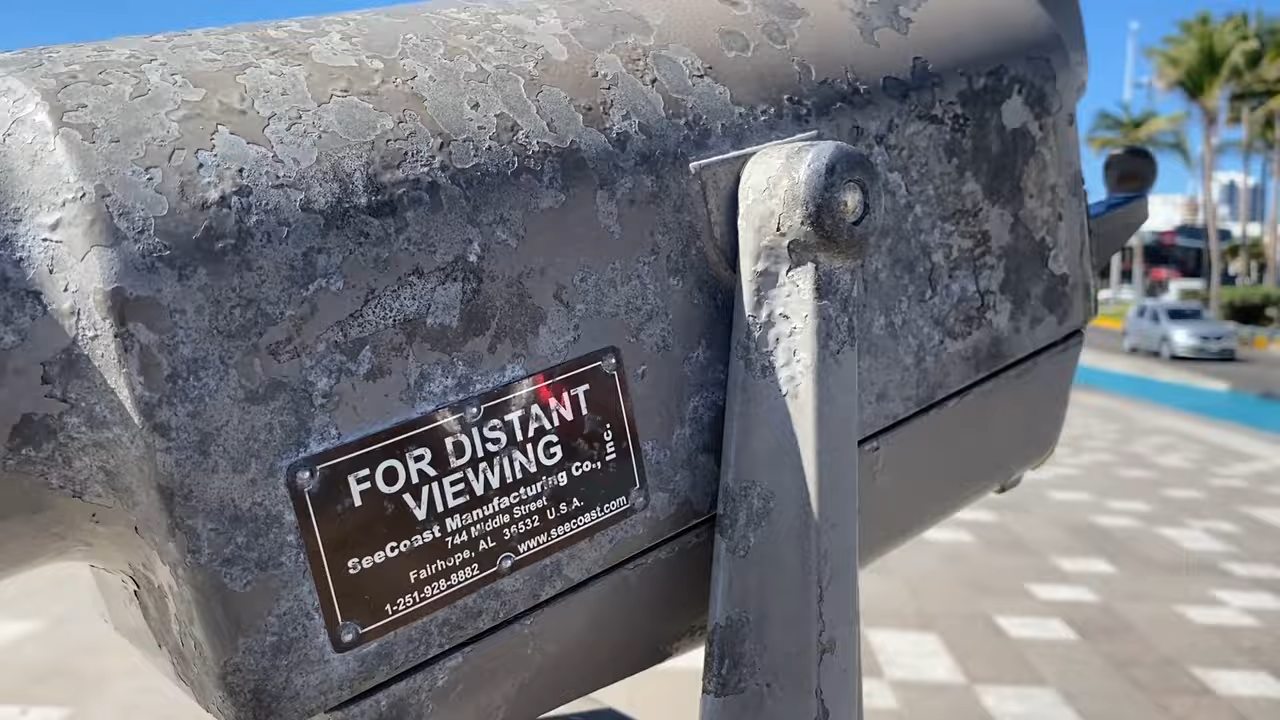 FOR DISTANT
VIEWING
SeeCoast Manufacturing Co., Inc.
744 Middle Street
Fairhope, AL 36532 U.S.A.
1-251-928-8882 www.seecoast.com